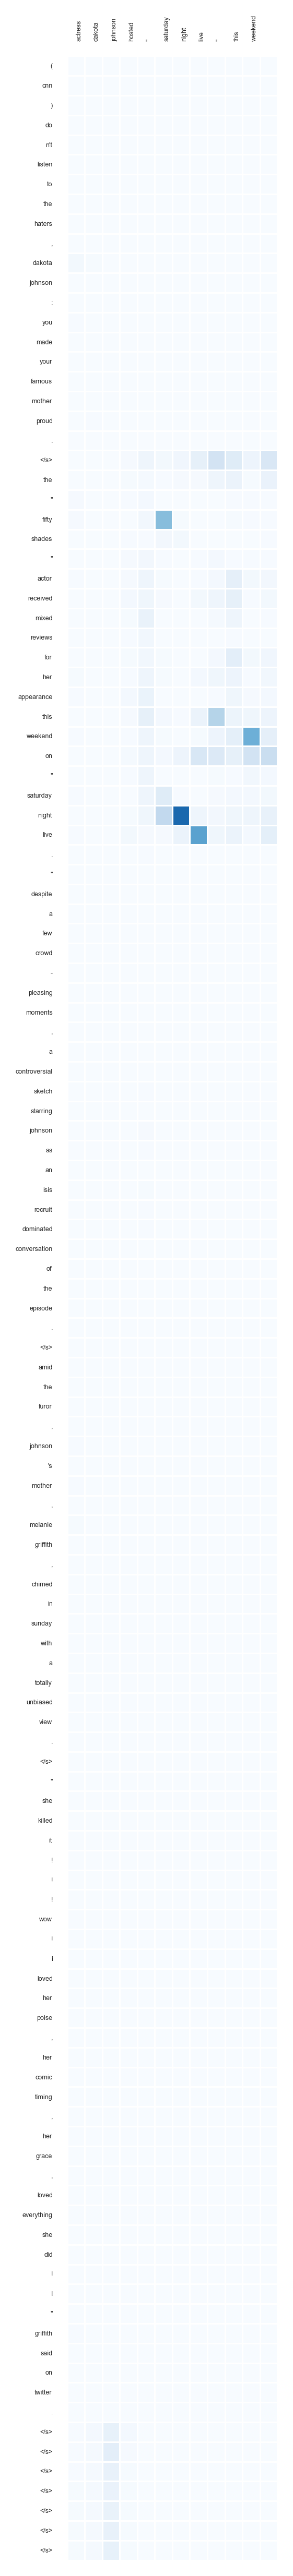 actress dakota johnson hosted " saturday night live " this weekend
(
cnn
)
do
n't
listen
to
the
haters
,
dakota
johnson
:
you
made
your
famous
mother
proud
.
</s>
the
"
fifty
shades
"
actor
received
mixed
reviews
for
her
appearance
this
weekend
on
"
saturday
night
live
.
"
despite
a
few
crowd
-
pleasing
moments
,
a
controversial
sketch
starring
johnson
as
an
isis
recruit
dominated
conversation
of
the
episode
.
</s>
amid
the
furor
,
johnson
's
mother
,
melanie
griffith
,
chimed
in
sunday
with
a
totally
unbiased
view
.
</s>
"
she
killed
it
!
!
!
wow
!
i
loved
her
poise
,
her
comic
timing
,
her
grace
,
loved
everything
she
did
!
!
"
griffith
said
on
twitter
.
</s>
</s>
</s>
</s>
</s>
</s>
</s>